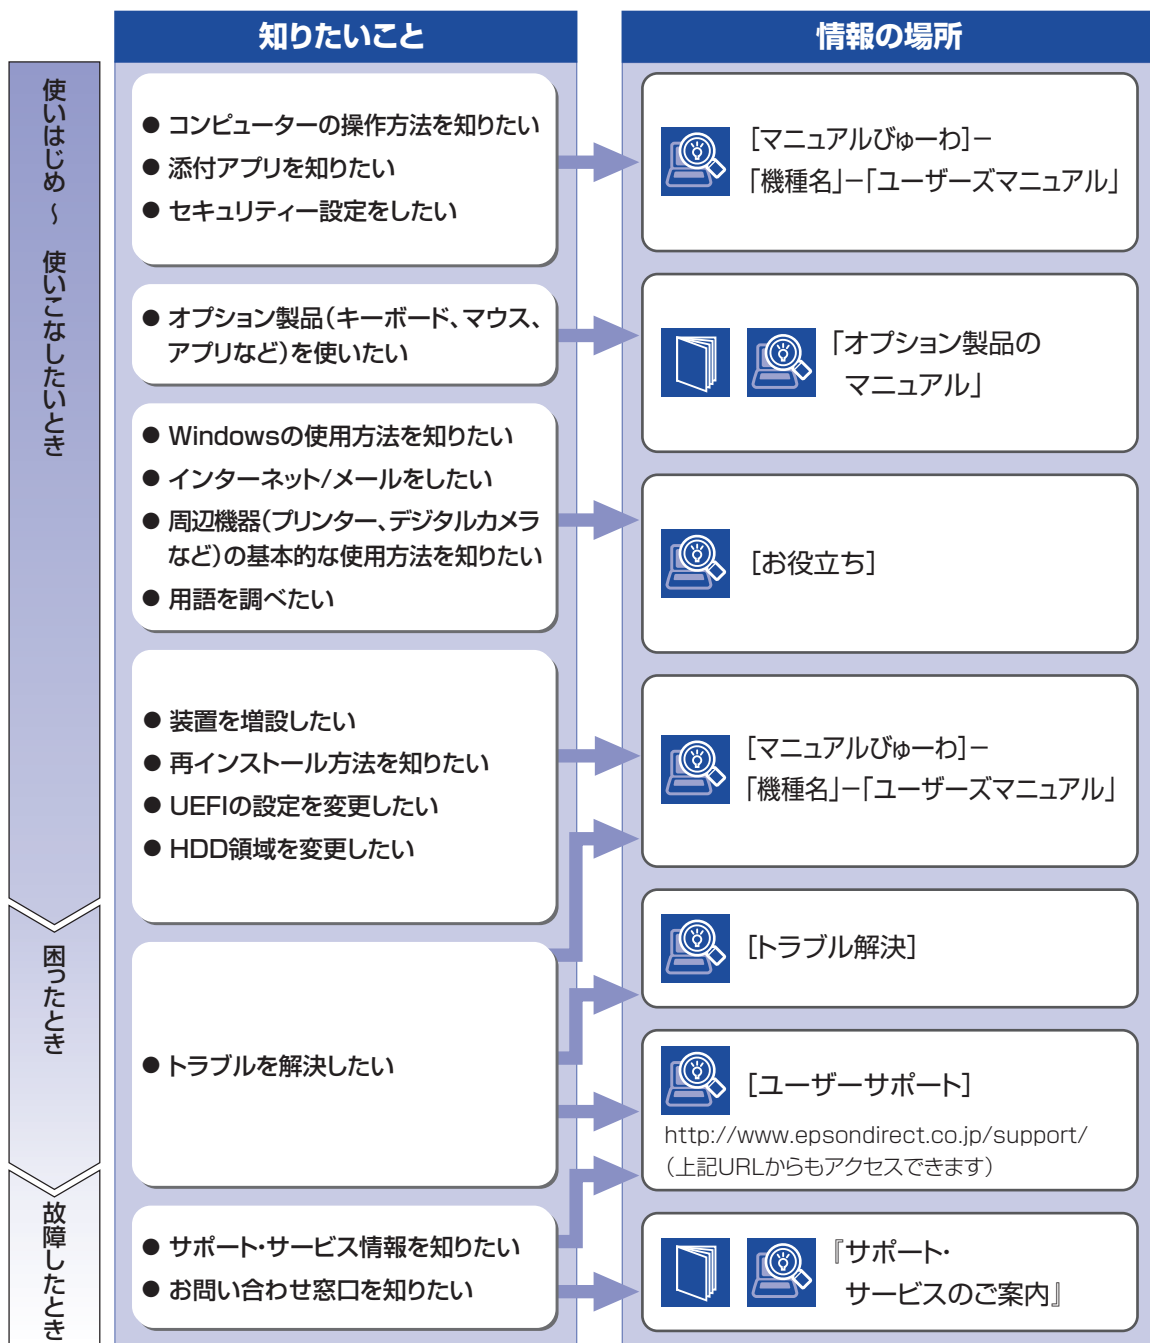 知りたいこと
情報の場所
使いはじめ ～ 使いこなしたいとき
● コンピューターの操作方法を知りたい
● 添付アプリを知りたい
● セキュリティー設定をしたい
[マニュアルびゅーわ]−
「機種名」−「ユーザーズマニュアル」
● オプション製品(キーボード、マウス、
アプリなど)を使いたい
「オプション製品の
マニュアル」
● Windowsの使用方法を知りたい
● インターネット/メールをしたい
● 周辺機器(プリンター、デジタルカメラ
など)の基本的な使用方法を知りたい
● 用語を調べたい
[お役立ち]
● 装置を増設したい
● 再インストール方法を知りたい
● UEFIの設定を変更したい
● HDD領域を変更したい
[マニュアルびゅーわ]−
「機種名」−「ユーザーズマニュアル」
困ったとき
● トラブルを解決したい
[トラブル解決]
[ユーザーサポート]
http://www.epsondirect.co.jp/support/
(上記URLからもアクセスできます)
故障したとき
● サポート・サービス情報を知りたい
● お問い合わせ窓口を知りたい
『サポート・
サービスのご案内』